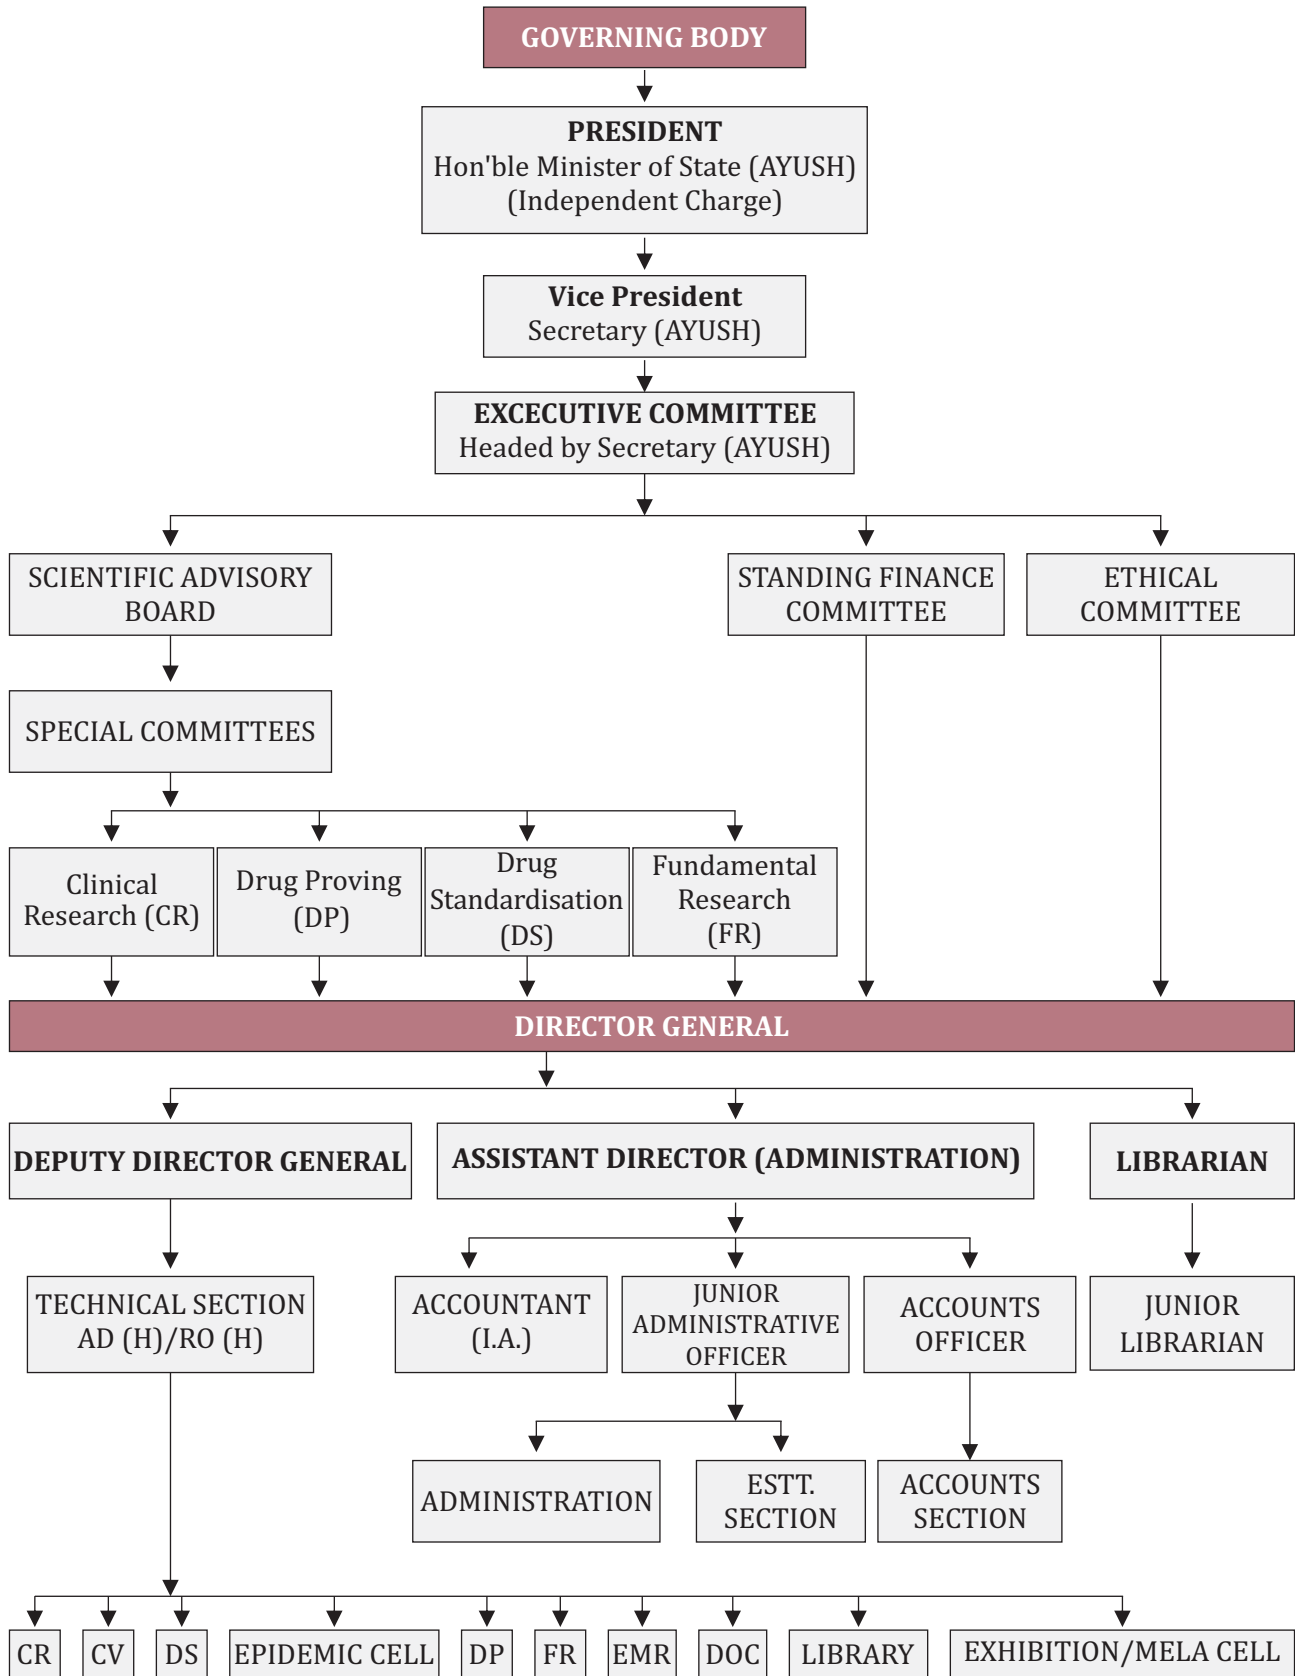 GOVERNING BODY
PRESIDENT
Hon'ble Minister of State (AYUSH)
(Independent Charge)
Vice President
Secretary (AYUSH)
EXCECUTIVE COMMITTEE
Headed by Secretary (AYUSH)
SCIENTIFIC ADVISORY
BOARD
STANDING FINANCE
COMMITTEE
ETHICAL
COMMITTEE
SPECIAL COMMITTEES
Clinical
Research (CR)
Drug Proving
(DP)
Drug
Standardisation
(DS)
Fundamental
Research
(FR)
DIRECTOR GENERAL
DEPUTY DIRECTOR GENERAL
ASSISTANT DIRECTOR (ADMINISTRATION)
LIBRARIAN
TECHNICAL SECTION
AD (H)/RO (H)
ACCOUNTANT
(I.A.)
JUNIOR
ADMINISTRATIVE
OFFICER
ACCOUNTS
OFFICER
JUNIOR
LIBRARIAN
ADMINISTRATION
ESTT.
SECTION
ACCOUNTS
SECTION
CR
CV
DS
EPIDEMIC CELL
DP
FR
EMR
DOC
LIBRARY
EXHIBITION/MELA CELL